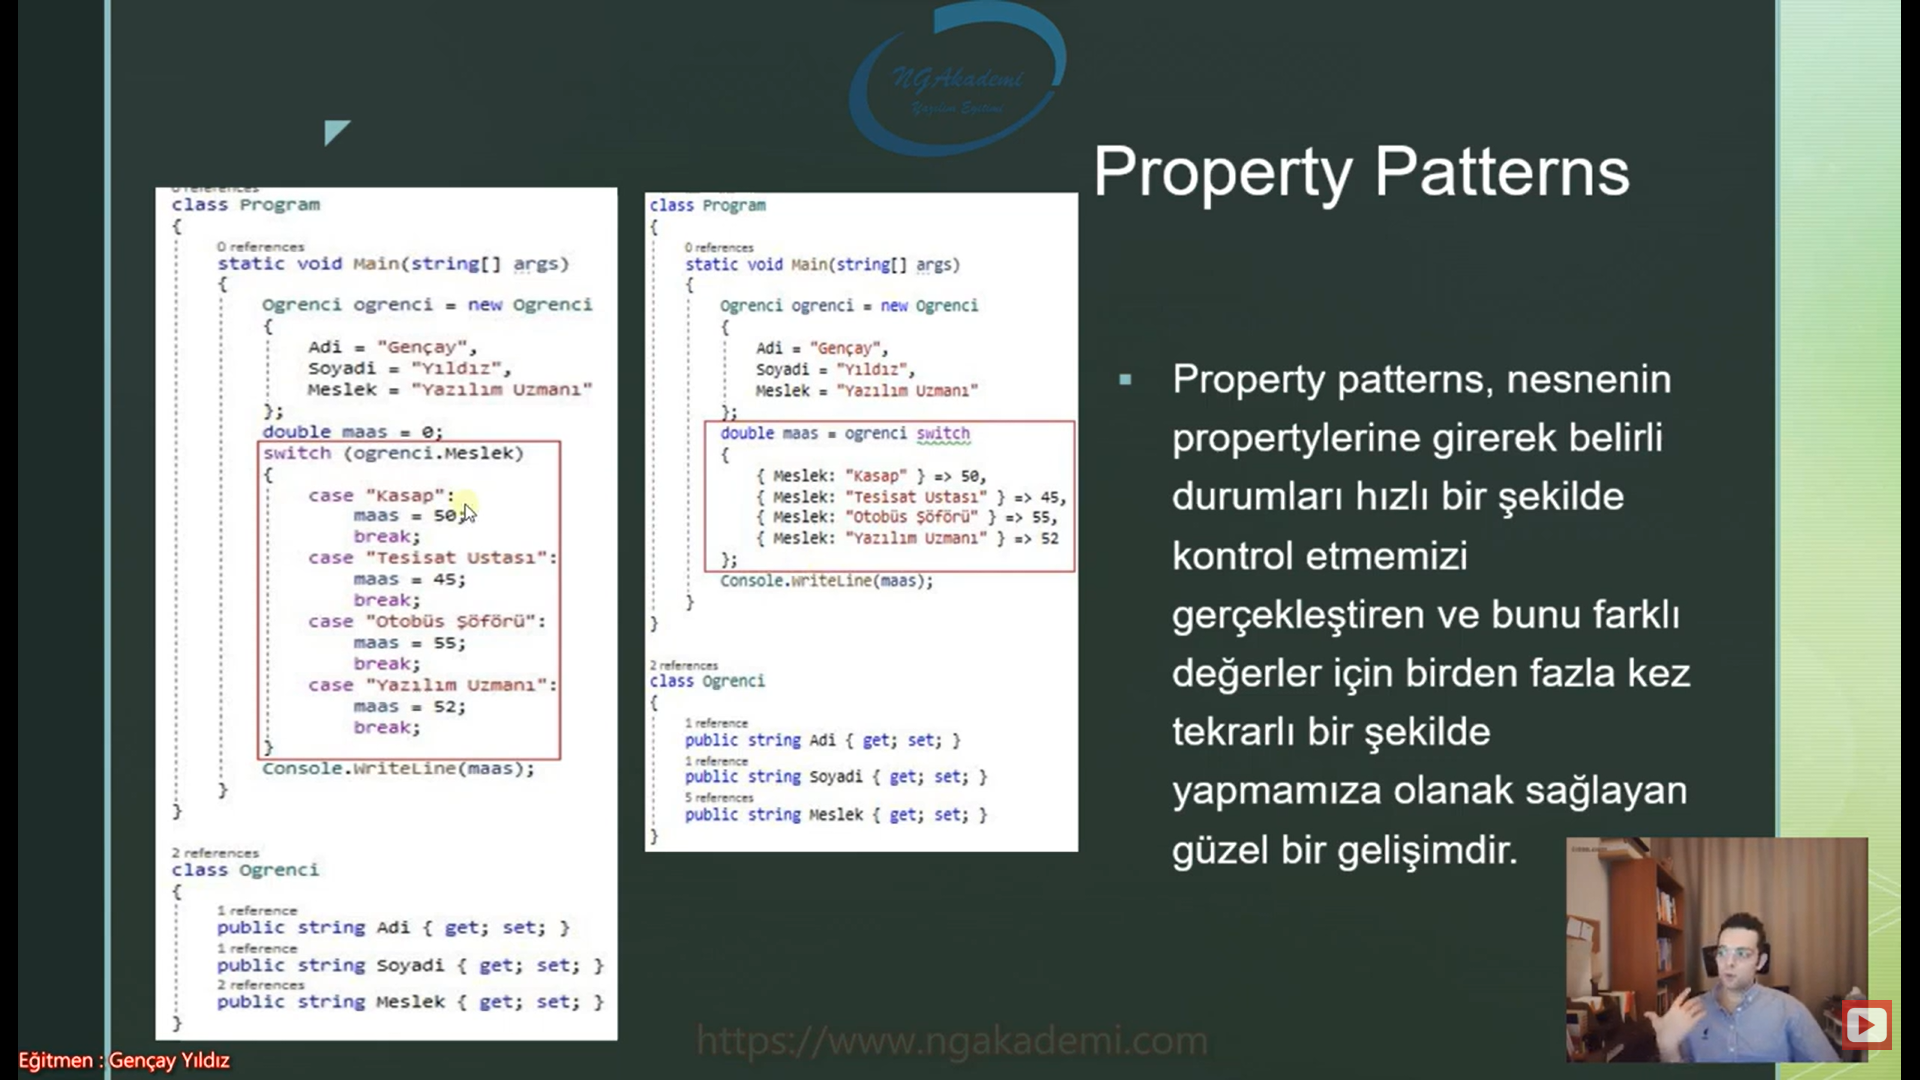 NGAkademi
Yazılım Eğitimi
Property Patterns
0 references
class Program
{
0 references
static void Main(string[] args)
{
Ogrenci ogrenci = new Ogrenci
{
Adi = "Gençay",
Soyadi = "Yıldız",
Meslek = "Yazılım Uzmanı"
};
double maas = 0;
switch (ogrenci.Meslek)
{
case "Kasap":
maas = 50;
break;
case "Tesisat Ustası":
maas = 45;
break;
case "Otobüs Şöförü":
maas = 55;
break;
case "Yazılım Uzmanı":
maas = 52;
break;
}
Console.WriteLine(maas);
}
}
2 references
class Ogrenci
{
1 reference
public string Adi { get; set; }
1 reference
public string Soyadi { get; set; }
2 references
public string Meslek { get; set; }
}
class Program
{
0 references
static void Main(string[] args)
{
Ogrenci ogrenci = new Ogrenci
{
Adi = "Gençay",
Soyadi = "Yıldız",
Meslek = "Yazılım Uzmanı"
};
double maas = ogrenci switch
{
{ Meslek: "Kasap" } => 50,
{ Meslek: "Tesisat Ustası" } => 45,
{ Meslek: "Otobüs Şöförü" } => 55,
{ Meslek: "Yazılım Uzmanı" } => 52
};
Console.WriteLine(maas);
}
}
2 references
class Ogrenci
{
1 reference
public string Adi { get; set; }
1 reference
public string Soyadi { get; set; }
5 references
public string Meslek { get; set; }
}
▪ Property patterns, nesnenin
propertylerine girerek belirli
durumları hızlı bir şekilde
kontrol etmemizi
gerçekleştiren ve bunu farklı
değerler için birden fazla kez
tekrarlı bir şekilde
yapmamıza olanak sağlayan
güzel bir gelişimdir.
https://www.ngakademi.com
Eğitmen : Gençay Yıldız